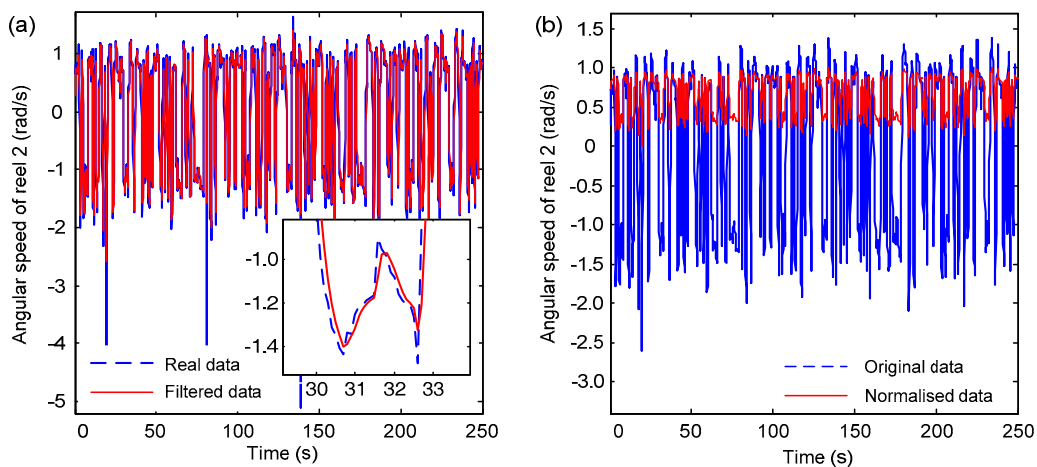 (a)
Angular speed of reel 2 (rad/s)
1
0
-1
-2
-3
-4
-5
-1.0
-1.2
-1.4
30 31 32 33
Real data
Filtered data
0 50 100 150 200 250
Time (s)
(b)
Angular speed of reel 2 (rad/s)
1.5
1.0
0.5
0
-0.5
-1.0
-1.5
-2.0
-2.5
-3.0
Original data
Normalised data
0 50 100 150 200 250
Time (s)